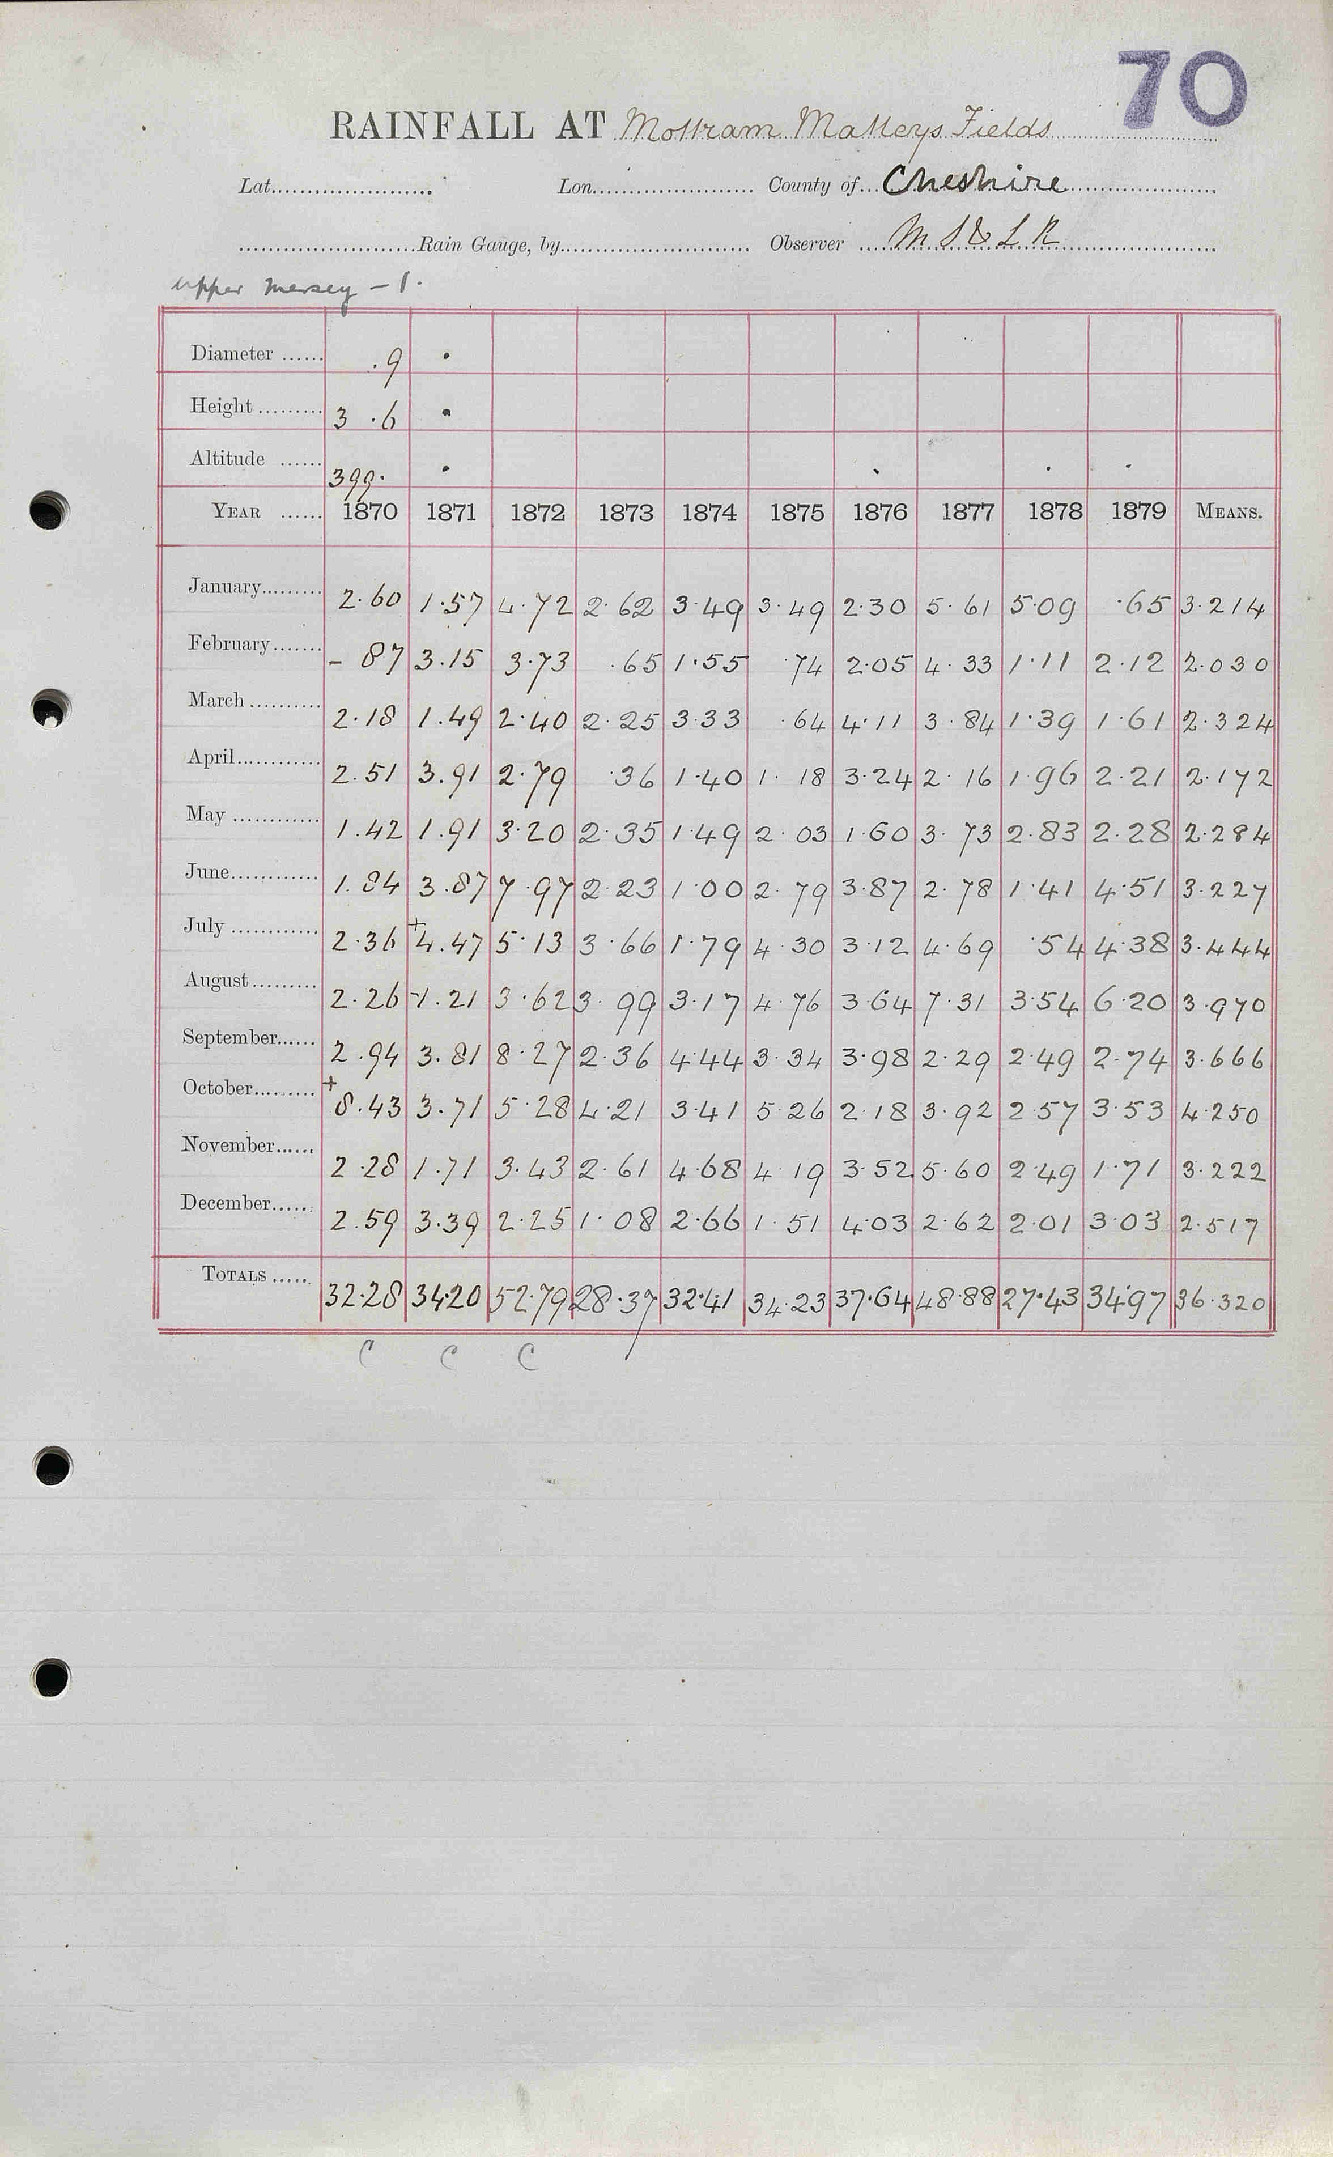 70
RAINFALL AT Mottram Matleys Fields
Lat. Lon. County of Cheshire
Rain Gauge, by Observer M S & L R
Upper Mersey - 1.
Diameter .9
Height 3 .6
Altitude 399.
YEAR 1870 1871 1872 1873 1874 1875 1876 1877 1878 1879 MEANS.
January 2.60 1.57 4.72 2.62 3.49 3.49 2.30 5.61 5.09 .65 3.214
February - 87 3.15 3.73 .65 1.55 .74 2.05 4.33 1.11 2.12 2.030
March 2.18 1.49 2.40 2.25 3.33 .64 4.11 3.84 1.39 1.61 2.324
April 2.51 3.91 2.79 .36 1.40 1.18 3.24 2.16 1.96 2.21 2.172
May 1.42 1.91 3.20 2.35 1.49 2.03 1.60 3.73 2.83 2.28 2.284
June 1.84 3.87 7.97 2.23 1.00 2.79 3.87 2.78 1.41 4.51 3.227
July 2.36 +4.47 5.13 3.66 1.79 4.30 3.12 4.69 .54 4.38 3.444
August 2.26 -1.21 3.62 3.99 3.17 4.76 3.64 7.31 3.54 6.20 3.970
September 2.94 3.81 8.27 2.36 4.44 3.34 3.98 2.29 2.49 2.74 3.666
October +8.43 3.71 5.28 4.21 3.41 5.26 2.18 3.92 2.57 3.53 4.250
November 2.28 1.71 3.43 2.61 4.68 4.19 3.52 5.60 2.49 1.71 3.222
December 2.59 3.39 2.25 1.08 2.66 1.51 4.03 2.62 2.01 3.03 2.517
TOTALS 32.28 34.20 52.79 28.37 32.41 34.23 37.64 48.88 27.43 34.97 36.320
C C C /